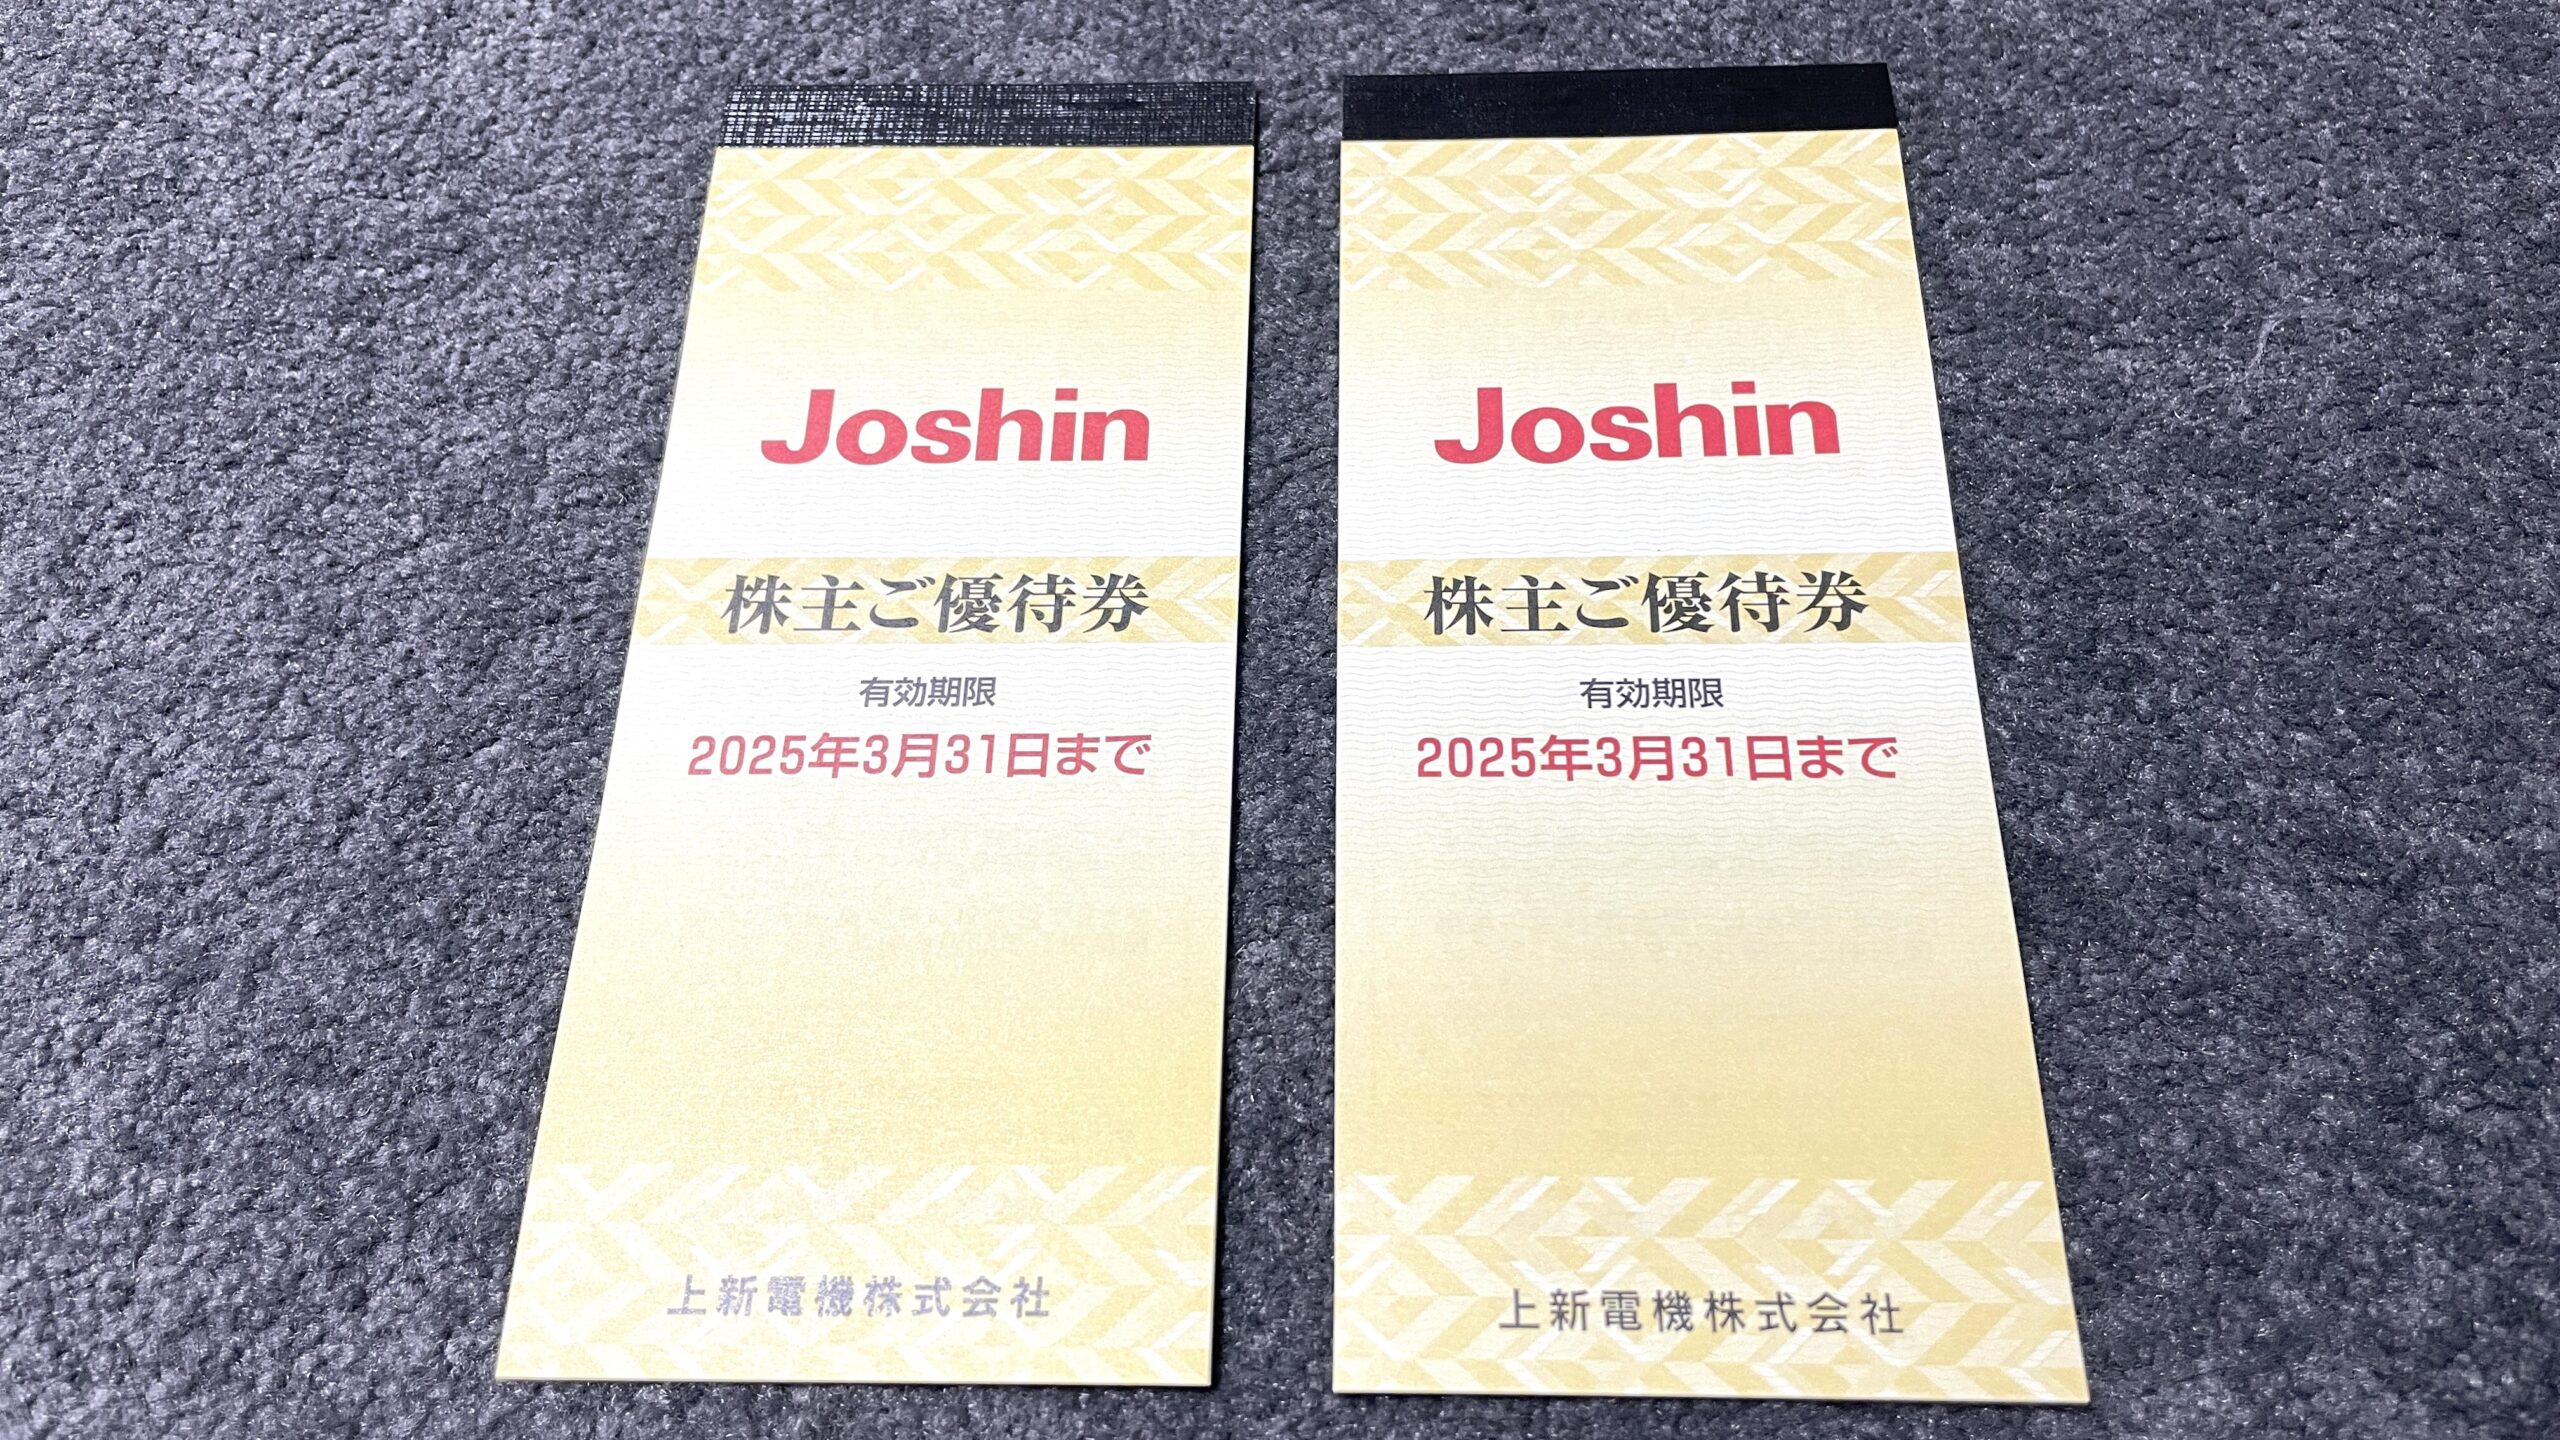 Joshin
株主ご優待券
有効期限
2025年3月31日まで
上新電機株式会社
Joshin
株主ご優待券
有効期限
2025年3月31日まで
上新電機株式会社